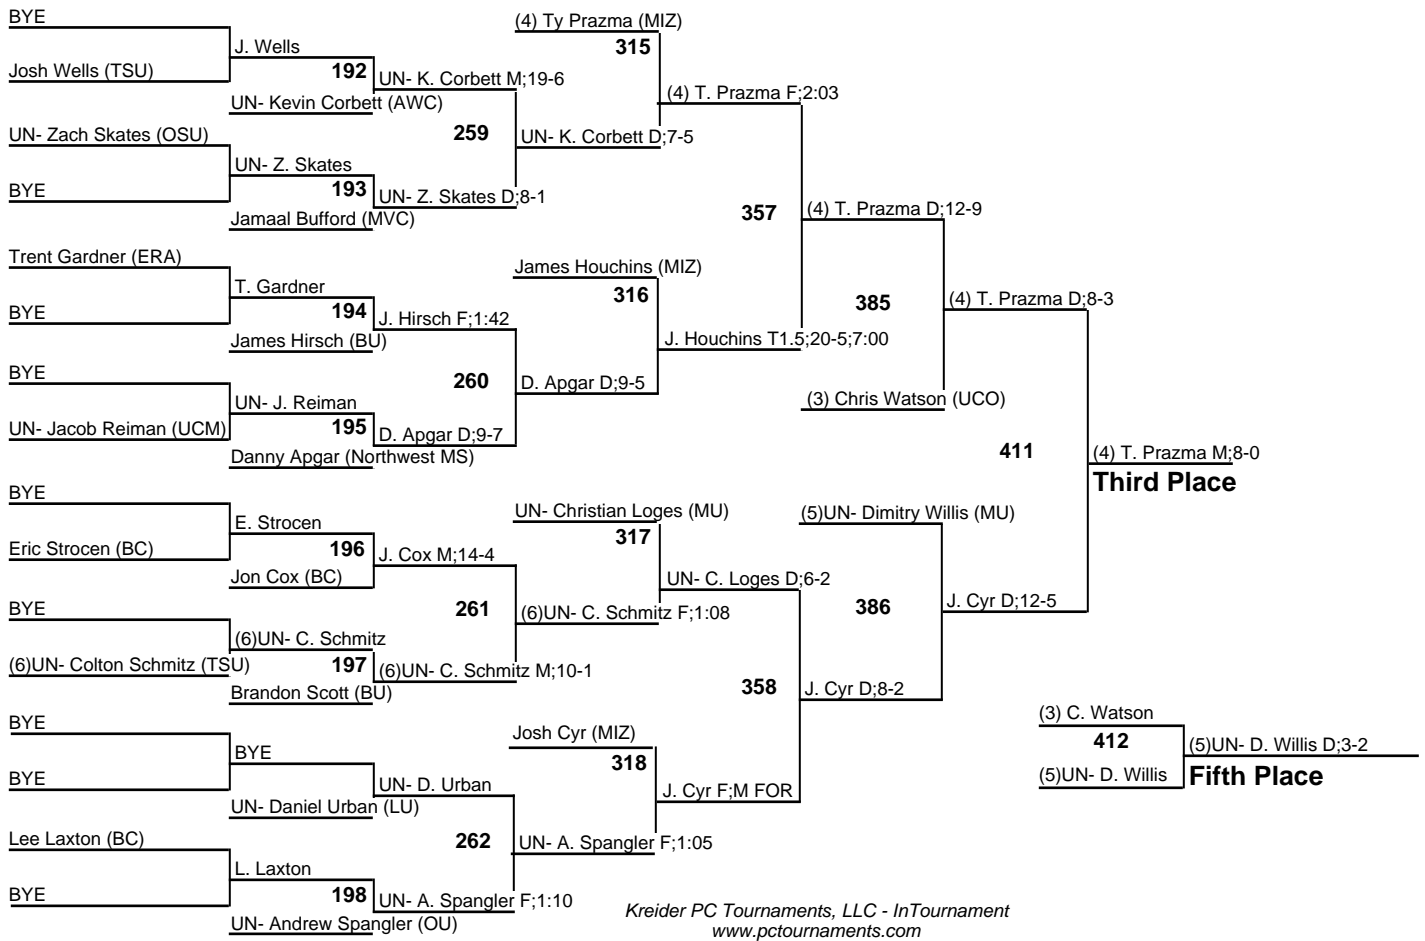 BYE
Josh Wells (TSU)
J. Wells
192
UN- Kevin Corbett (AWC)
UN- K. Corbett M;19-6
UN- Zach Skates (OSU)
BYE
UN- Z. Skates
193
Jamaal Bufford (MVC)
UN- Z. Skates D;8-1
259
UN- K. Corbett D;7-5
(4) Ty Prazma (MIZ)
315
(4) T. Prazma F;2:03
Trent Gardner (ERA)
BYE
T. Gardner
194
James Hirsch (BU)
J. Hirsch F;1:42
BYE
UN- Jacob Reiman (UCM)
UN- J. Reiman
195
Danny Apgar (Northwest MS)
D. Apgar D;9-7
260
D. Apgar D;9-5
James Houchins (MIZ)
316
J. Houchins T1.5;20-5;7:00
357
(4) T. Prazma D;12-9
385
(3) Chris Watson (UCO)
(4) T. Prazma D;8-3
BYE
Eric Strocen (BC)
E. Strocen
196
Jon Cox (BC)
J. Cox M;14-4
BYE
(6)UN- Colton Schmitz (TSU)
(6)UN- C. Schmitz
197
Brandon Scott (BU)
(6)UN- C. Schmitz M;10-1
261
(6)UN- C. Schmitz F;1:08
UN- Christian Loges (MU)
317
UN- C. Loges D;6-2
BYE
BYE
BYE
UN- Daniel Urban (LU)
UN- D. Urban
Lee Laxton (BC)
BYE
L. Laxton
198
UN- Andrew Spangler (OU)
UN- A. Spangler F;1:10
262
UN- A. Spangler F;1:05
Josh Cyr (MIZ)
318
J. Cyr F;M FOR
358
J. Cyr D;8-2
(5)UN- Dimitry Willis (MU)
386
J. Cyr D;12-5
411
(4) T. Prazma M;8-0
Third Place
(3) C. Watson
412
(5)UN- D. Willis
(5)UN- D. Willis D;3-2
Fifth Place
Kreider PC Tournaments, LLC - InTournament
www.pctournaments.com